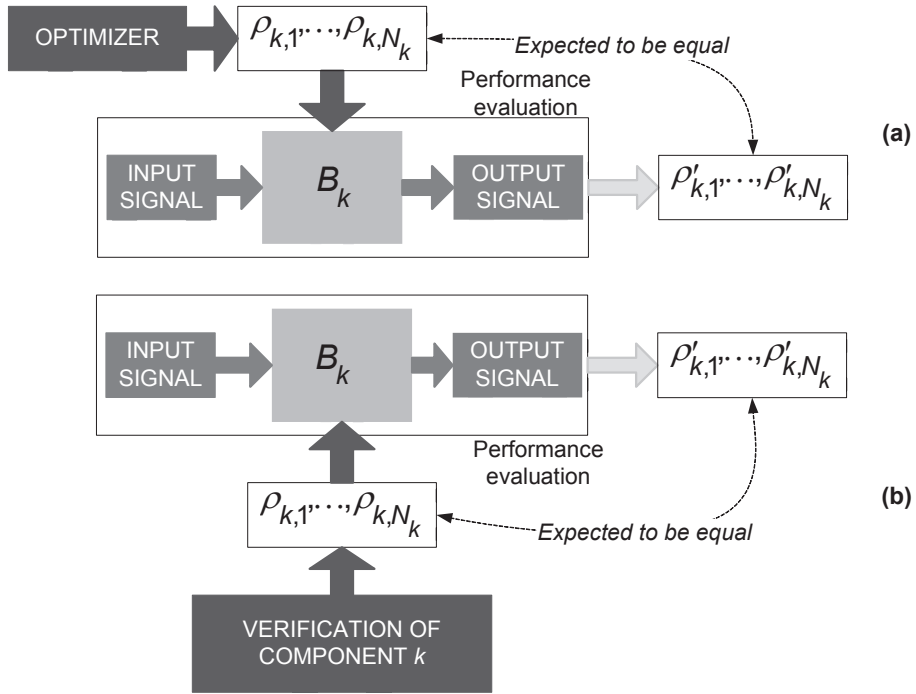 OPTIMIZER
ρk,1,…,ρk,Nk
Expected to be equal
Performance
evaluation
(a)
INPUT
SIGNAL
Bk
OUTPUT
SIGNAL
ρ′k,1,…,ρ′k,Nk
INPUT
SIGNAL
Bk
OUTPUT
SIGNAL
ρ′k,1,…,ρ′k,Nk
Performance
evaluation
(b)
ρk,1,…,ρk,Nk
Expected to be equal
VERIFICATION OF
COMPONENT k